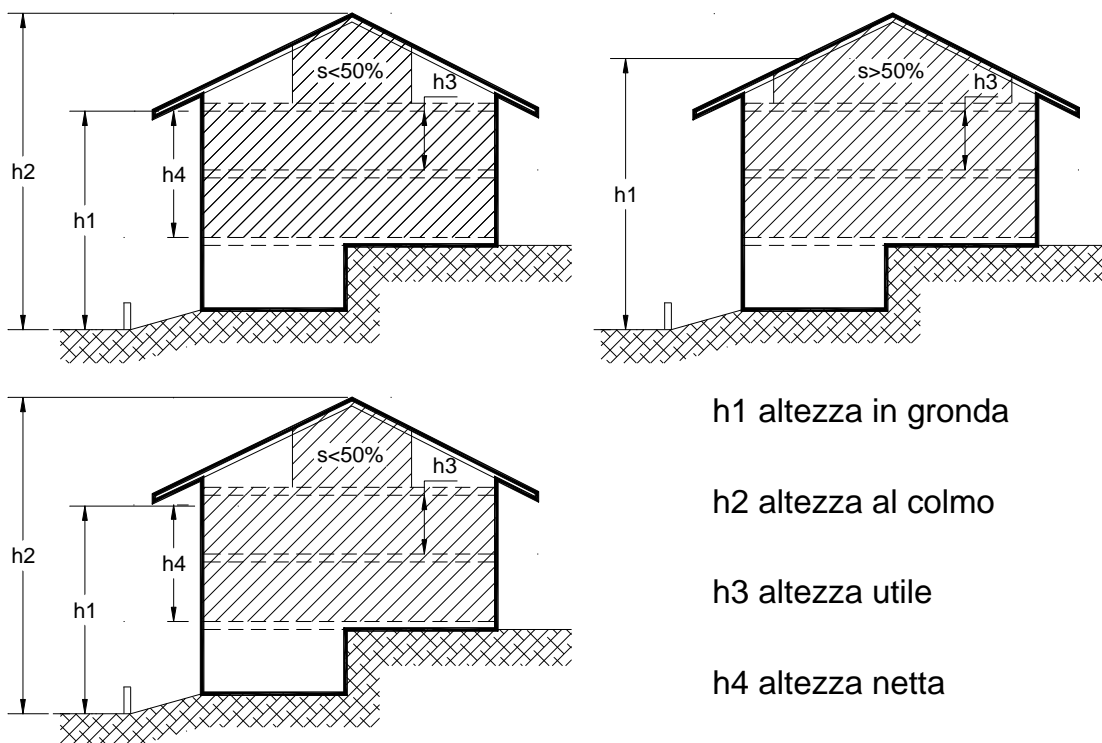 s<50%
h3
h2
h4
h1
s>50%
h3
h1
s<50%
h3
h2
h4
h1
h1 altezza in gronda
h2 altezza al colmo
h3 altezza utile
h4 altezza netta